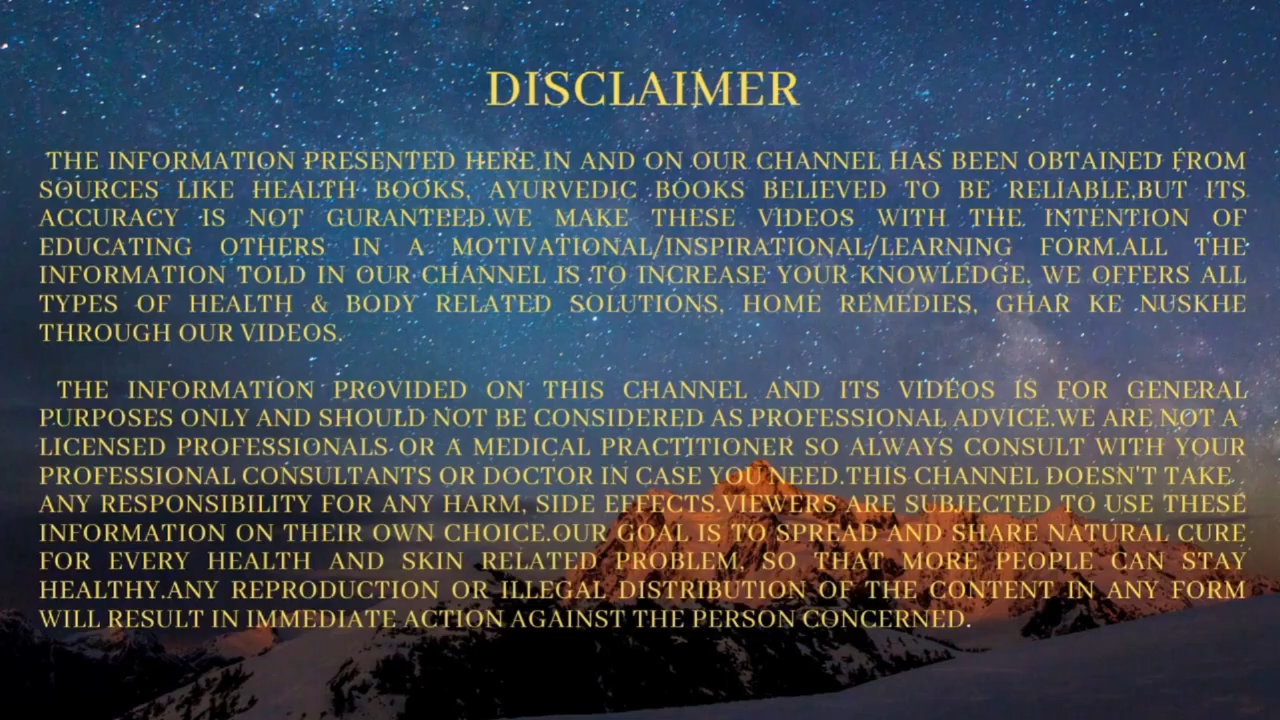 DISCLAIMER
THE INFORMATION PRESENTED HERE IN AND ON OUR CHANNEL HAS BEEN OBTAINED FROM
SOURCES LIKE HEALTH BOOKS, AYURVEDIC BOOKS BELIEVED TO BE RELIABLE.BUT ITS
ACCURACY IS NOT GURANTEED.WE MAKE THESE VIDEOS WITH THE INTENTION OF
EDUCATING OTHERS IN A MOTIVATIONAL/INSPIRATIONAL/LEARNING FORM.ALL THE
INFORMATION TOLD IN OUR CHANNEL IS TO INCREASE YOUR KNOWLEDGE. WE OFFERS ALL
TYPES OF HEALTH & BODY RELATED SOLUTIONS, HOME REMEDIES, GHAR KE NUSKHE
THROUGH OUR VIDEOS.
THE INFORMATION PROVIDED ON THIS CHANNEL AND ITS VIDEOS IS FOR GENERAL
PURPOSES ONLY AND SHOULD NOT BE CONSIDERED AS PROFESSIONAL ADVICE.WE ARE NOT A
LICENSED PROFESSIONALS OR A MEDICAL PRACTITIONER SO ALWAYS CONSULT WITH YOUR
PROFESSIONAL CONSULTANTS OR DOCTOR IN CASE YOU NEED.THIS CHANNEL DOESN'T TAKE
ANY RESPONSIBILITY FOR ANY HARM, SIDE EFFECTS.VIEWERS ARE SUBJECTED TO USE THESE
INFORMATION ON THEIR OWN CHOICE.OUR GOAL IS TO SPREAD AND SHARE NATURAL CURE
FOR EVERY HEALTH AND SKIN RELATED PROBLEM, SO THAT MORE PEOPLE CAN STAY
HEALTHY.ANY REPRODUCTION OR ILLEGAL DISTRIBUTION OF THE CONTENT IN ANY FORM
WILL RESULT IN IMMEDIATE ACTION AGAINST THE PERSON CONCERNED.